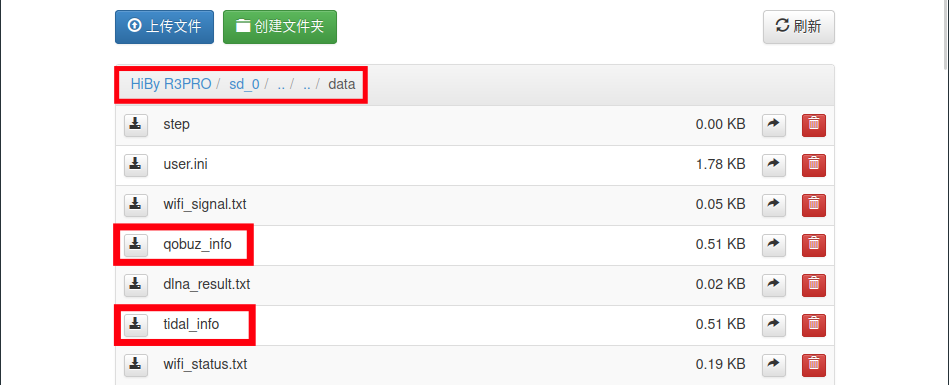 上传文件 创建文件夹 刷新
HiBy R3PRO / sd_0 / .. / .. / data
step 0.00 KB
user.ini 1.78 KB
wifi_signal.txt 0.05 KB
qobuz_info 0.51 KB
dlna_result.txt 0.02 KB
tidal_info 0.51 KB
wifi_status.txt 0.19 KB